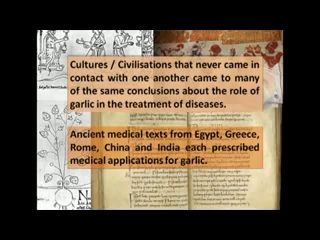 Cultures / Civilisations that never came in
contact with one another came to many
of the same conclusions about the role of
garlic in the treatment of diseases.
Ancient medical texts from Egypt, Greece,
Rome, China and India each prescribed
medical applications for garlic.